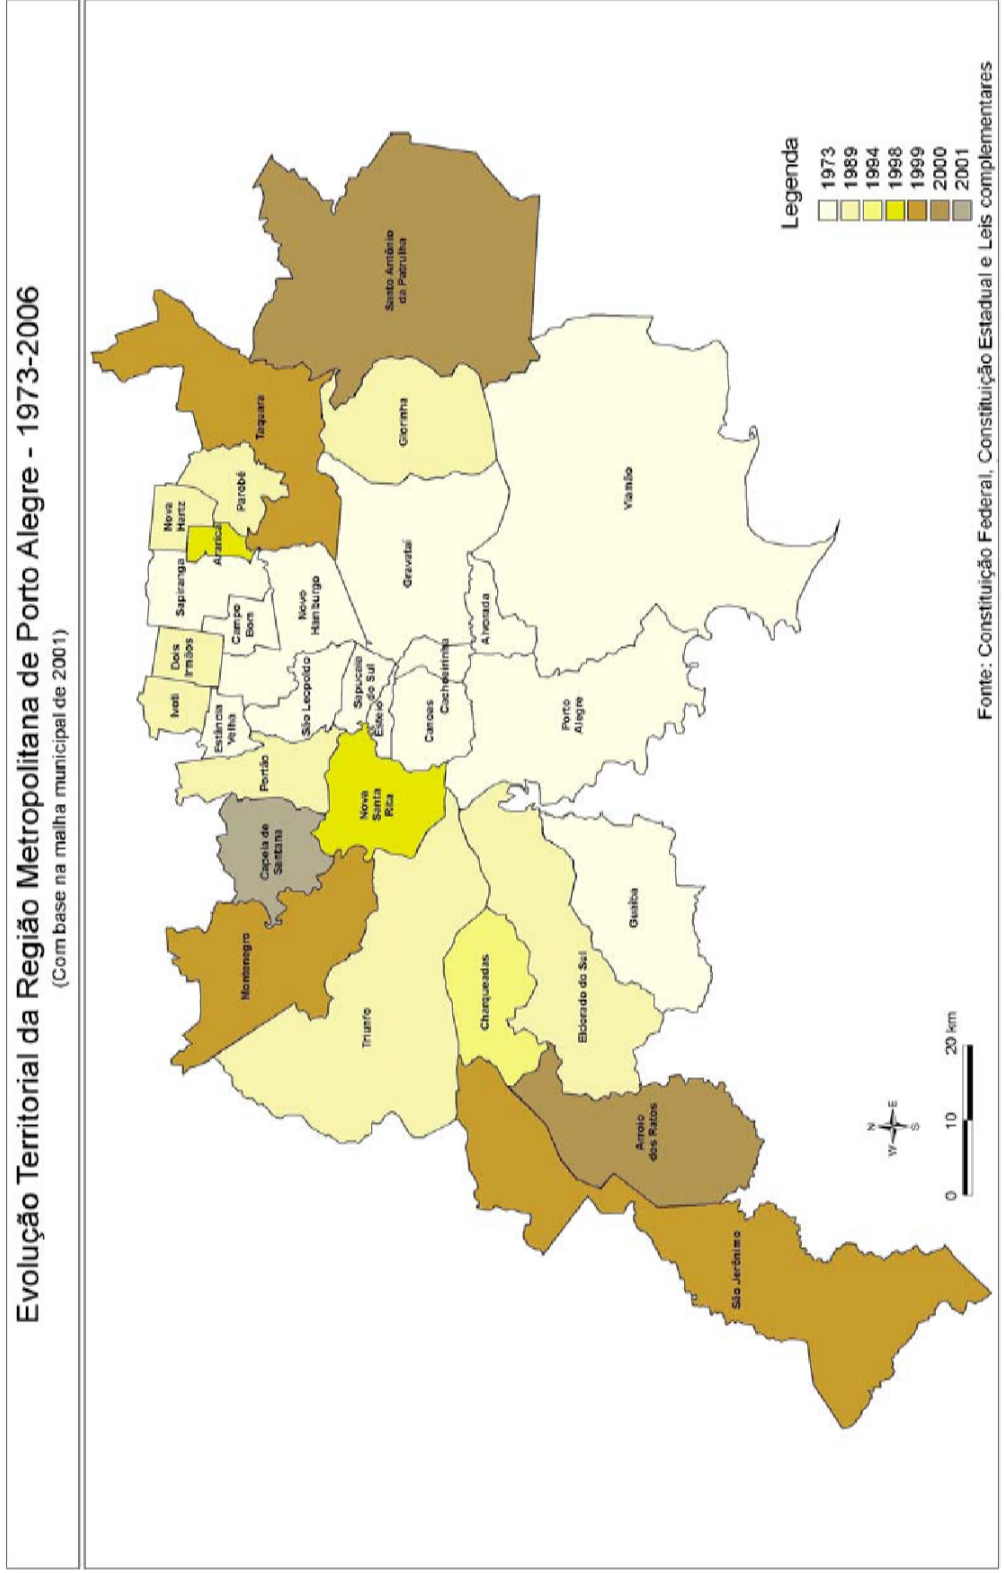 Evolução Territorial da Região Metropolitana de Porto Alegre - 1973-2006
(Com base na malha municipal de 2001)
Ivoti
Dois
Irmãos
Sapiranga
Nova
Hartz
Araricá
Parobé
Taquara
Estância
Velha
Campo
Bom
Portão
Capela de
Santana
Montenegro
São Leopoldo
Novo
Hamburgo
Sapucaia
do Sul
Esteio
Nova
Santa
Rita
Triunfo
Canoas
Cachoeirinha
Gravataí
Glorinha
Santo Antônio
da Patrulha
Alvorada
Charqueadas
Eldorado do Sul
Porto
Alegre
Viamão
Guaíba
Arroio
dos Ratos
São Jerônimo
N
W
E
S
0
10
20 km
Legenda
1973
1989
1994
1998
1999
2000
2001
Fonte: Constituição Federal, Constituição Estadual e Leis complementares